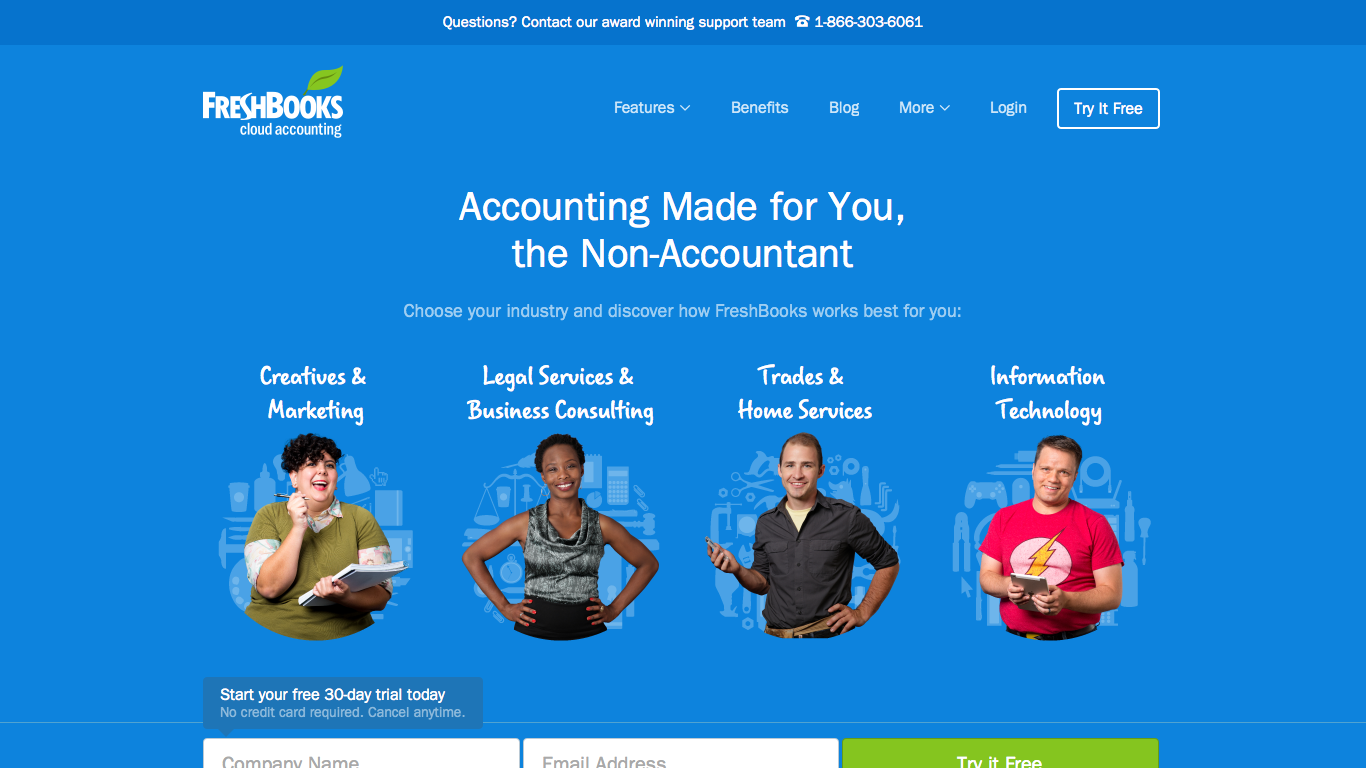 Questions? Contact our award winning support team ☎ 1-866-303-6061
FRESHBOOKS
cloud accounting
Features
Benefits
Blog
More
Login
Try It Free
Accounting Made for You,
the Non-Accountant
Choose your industry and discover how FreshBooks works best for you:
Creatives &
Marketing
Legal Services &
Business Consulting
Trades &
Home Services
Information
Technology
Start your free 30-day trial today
No credit card required. Cancel anytime.
Company Name
Email Address
Try it Free